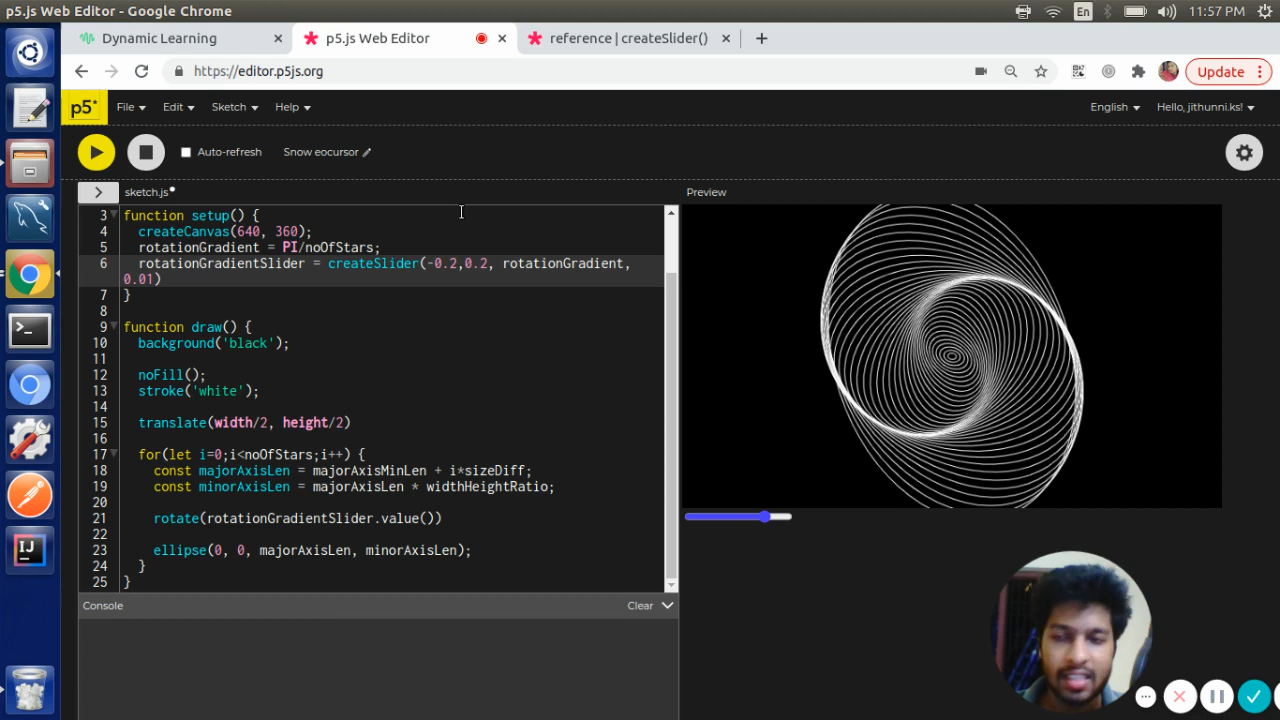 p5.js Web Editor - Google Chrome
En
11:57 PM
Dynamic Learning
p5.js Web Editor
reference | createSlider()
https://editor.p5js.org
Update
p5*
File
Edit
Sketch
Help
English
Hello, jithunni.ks!
Auto-refresh
Snow eocursor
sketch.js
Preview
3 function setup() {
4 createCanvas(640, 360);
5 rotationGradient = PI/noOfStars;
6 rotationGradientSlider = createSlider(-0.2,0.2, rotationGradient,
0.01)
7 }
8
9 function draw() {
10 background('black');
11
12 noFill();
13 stroke('white');
14
15 translate(width/2, height/2)
16
17 for(let i=0;i<noOfStars;i++) {
18 const majorAxisLen = majorAxisMinLen + i*sizeDiff;
19 const minorAxisLen = majorAxisLen * widthHeightRatio;
20
21 rotate(rotationGradientSlider.value())
22
23 ellipse(0, 0, majorAxisLen, minorAxisLen);
24 }
25 }
Console
Clear
IJ